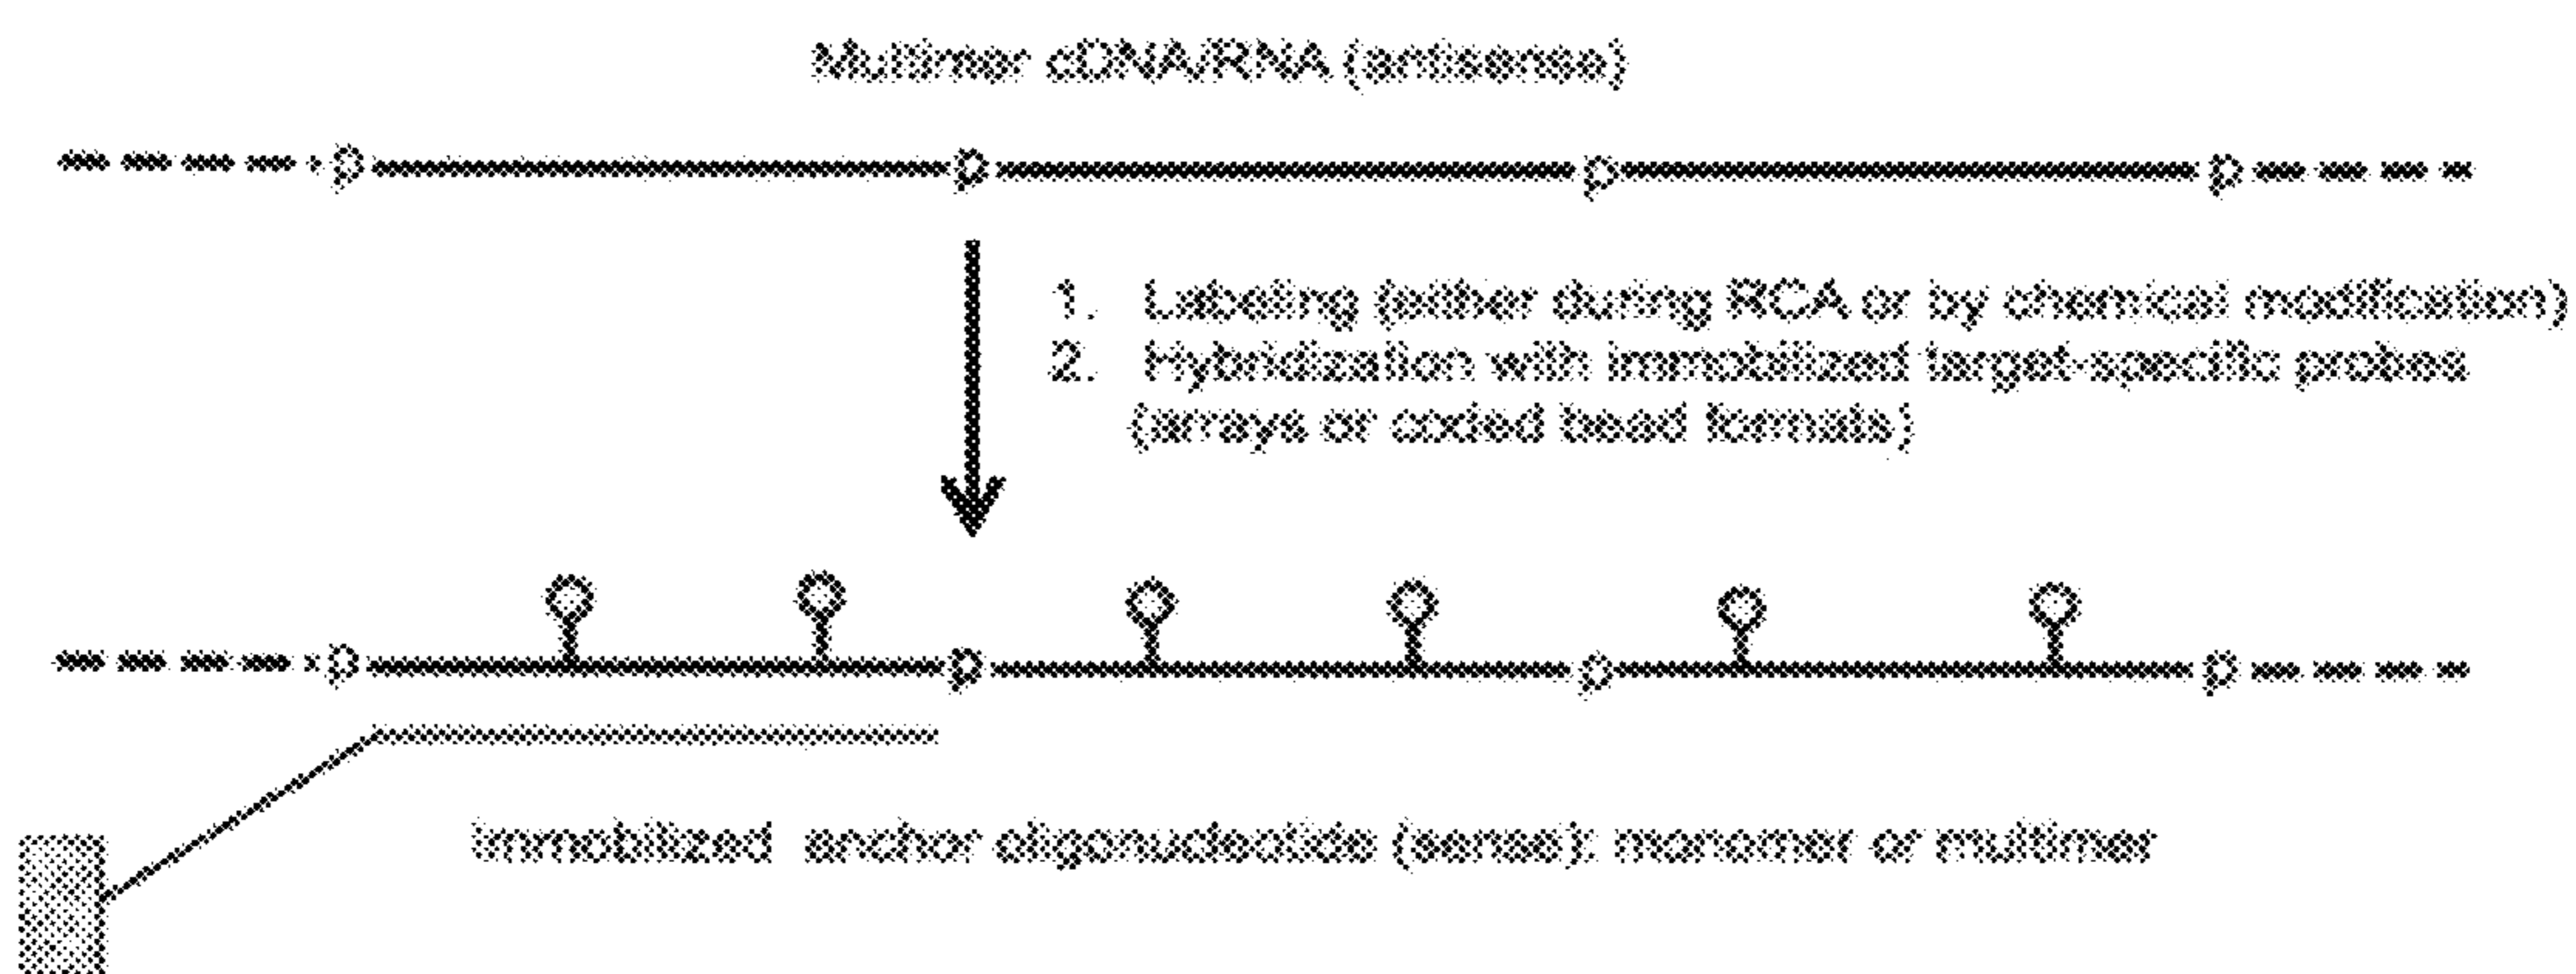 Multimer cDNA/RNA (antisense)
p p p p
1. Labeling (either during RCA or by chemical modification)
2. Hybridization with immobilized target-specific probes
(arrays or coded bead formats)
p p p p
immobilized anchor oligonucleotide (sense): monomer or multimer